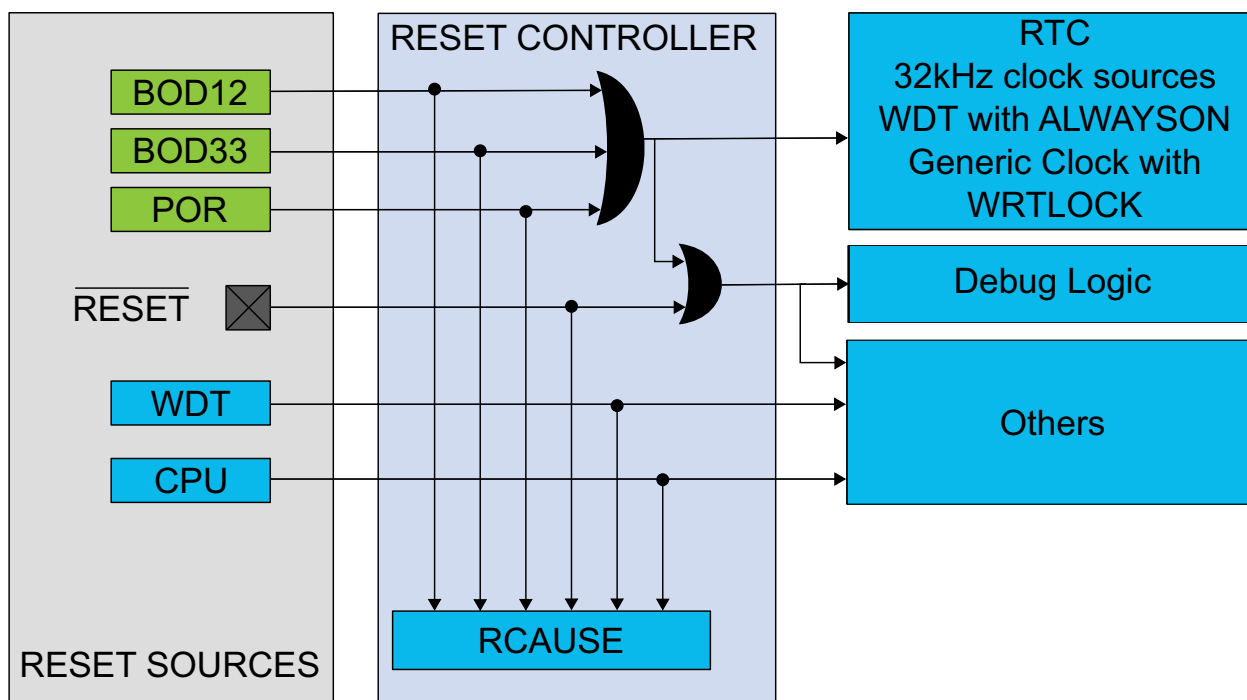 RESET CONTROLLER
BOD12
BOD33
POR
RESET
WDT
CPU
RCAUSE
RESET SOURCES
RTC
32kHz clock sources
WDT with ALWAYSON
Generic Clock with
WRTLOCK
Debug Logic
Others